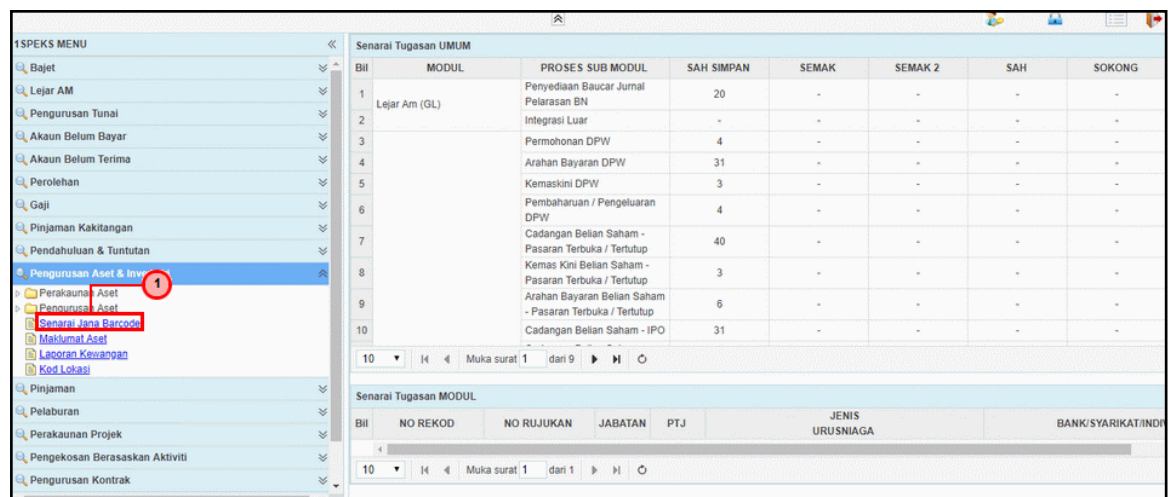 1SPEKS MENU
Bajet
Lejar AM
Pengurusan Tunai
Akaun Belum Bayar
Akaun Belum Terima
Perolehan
Gaji
Pinjaman Kakitangan
Pendahuluan & Tuntutan
Pengurusan Aset &
1
Perakaunan Aset
Pengurusan Aset
Senarai Jana Barcode
Maklumat Aset
Laporan Kewangan
Kod Lokasi
Pinjaman
Pelaburan
Perakaunan Projek
Pengekosan Berasaskan Aktiviti
Pengurusan Kontrak
Senarai Tugasan UMUM
Bil MODUL PROSES SUB MODUL SAH SIMPAN SEMAK SEMAK 2 SAH SOKONG
1 Lejar Am (GL) Penyediaan Baucar Jurnal
Pelarasan BN 20 - - - -
2 Integrasi Luar - - - - -
3 Permohonan DPW 4 - - - -
4 Arahan Bayaran DPW 31 - - - -
5 Kemaskini DPW 3 - - - -
6 Pembaharuan / Pengeluaran
DPW 4 - - - -
7 Cadangan Belian Saham -
Pasaran Terbuka / Tertutup 40 - - - -
8 Kemas Kini Belian Saham -
Pasaran Terbuka / Tertutup 3 - - - -
9 Arahan Bayaran Belian Saham
- Pasaran Terbuka / Tertutup 6 - - - -
10 Cadangan Belian Saham - IPO 31 - - - -
10 Muka surat 1 dari 9
Senarai Tugasan MODUL
Bil NO REKOD NO RUJUKAN JABATAN PTJ JENIS
URUSNIAGA BANK/SYARIKAT/INDIV
10 Muka surat 1 dari 1